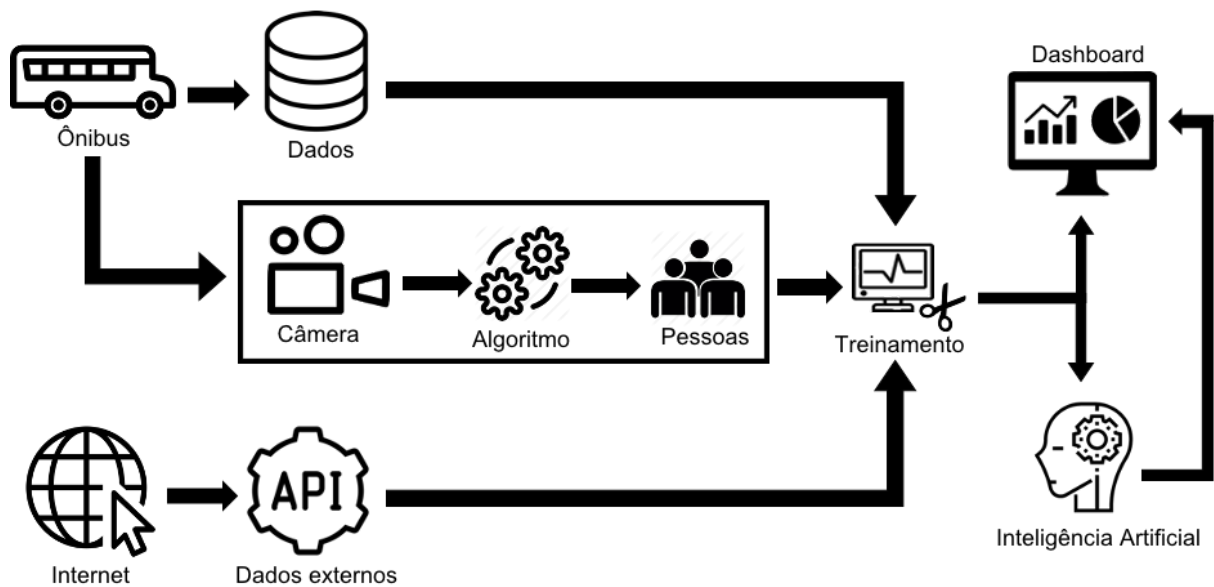 Dashboard
Ônibus
Dados
Câmera
Algoritmo
Pessoas
Treinamento
API
Inteligência Artificial
Internet
Dados externos